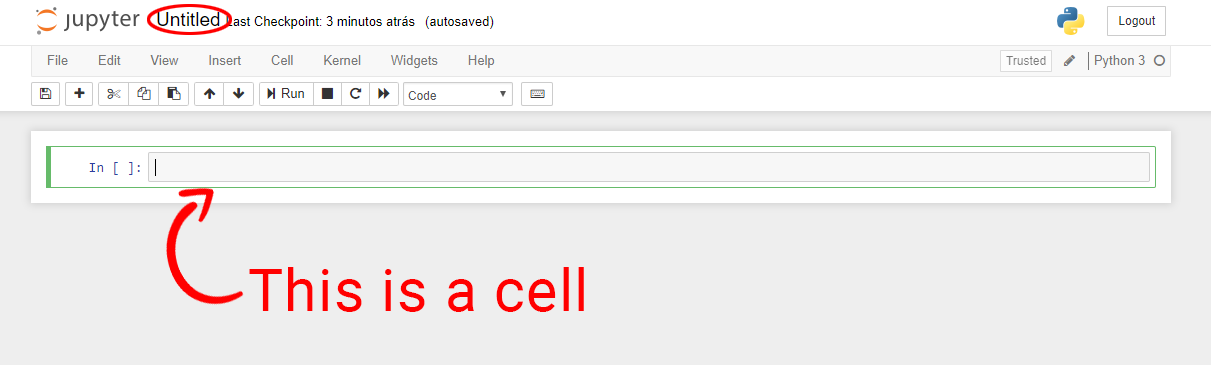 jupyter Untitled Last Checkpoint: 3 minutos atrás (autosaved) Logout
File Edit View Insert Cell Kernel Widgets Help Trusted Python 3
Run Code
In [ ]:
This is a cell